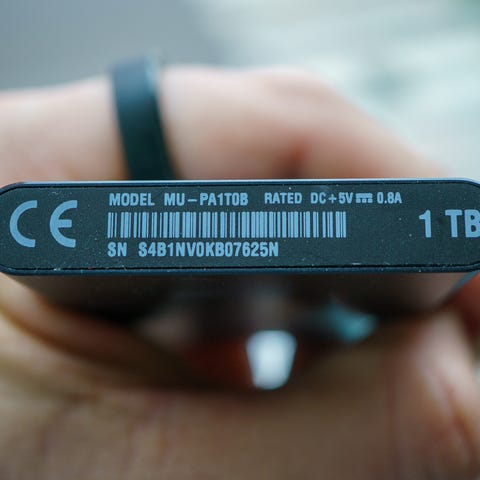 CE
MODEL MU-PA1T0B RATED DC+5V⎓0.8A
SN S4B1NV0KB07625N
1 TB